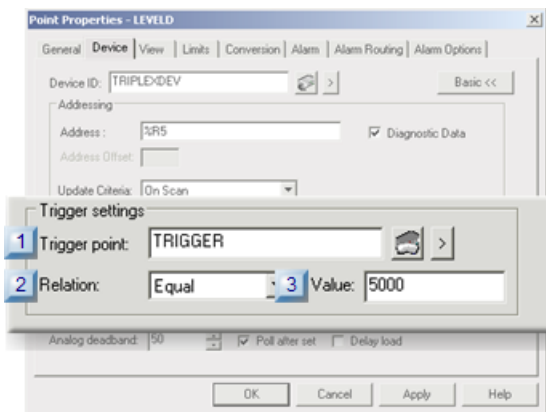 Point Properties - LEVELD
General Device View Limits Conversion Alarm Alarm Routing Alarm Options
Device ID: TRIPLEXDEV > Basic <<
Addressing
Address : %R5 Diagnostic Data
Address Offset:
Update Criteria: On Scan
Trigger settings
1 Trigger point: TRIGGER >
2 Relation: Equal 3 Value: 5000
Analog deadband: 50 Poll after set Delay load
OK Cancel Apply Help